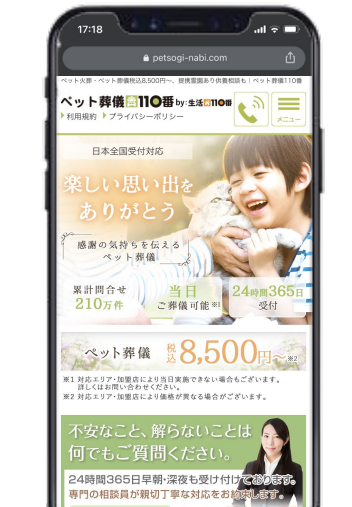 17:18
petsogi-nabi.com
ペット火葬・ペット葬儀税込8,500円〜、提携霊園あり供養相談も｜ペット葬儀110番
ペット葬儀110番 by:生活110番
利用規約 プライバシーポリシー
メニュー
日本全国受付対応
楽しい思い出を
ありがとう
感謝の気持ちを伝える
ペット葬儀
累計問合せ
210万件
当日
ご葬儀可能※1
24時間365日
受付
ペット葬儀 税込8,500円〜※2
※1 対応エリア・加盟店により当日実施できない場合もございます。
詳しくはお問い合わせください。
※2 対応エリア・加盟店により価格が異なる場合がございます。
不安なこと、解らないことは
何でもご質問ください。
24時間365日早朝・深夜も受け付けております。
専門の相談員が親切丁寧な対応をお約束します。